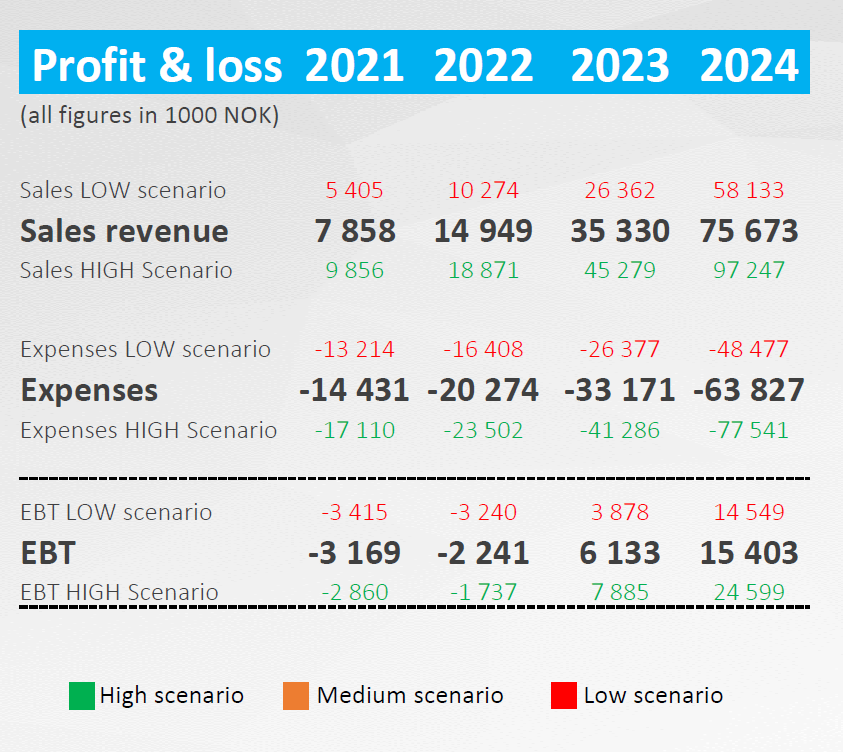 Profit & loss 2021 2022 2023 2024
(all figures in 1000 NOK)
Sales LOW scenario 5 405 10 274 26 362 58 133
Sales revenue 7 858 14 949 35 330 75 673
Sales HIGH Scenario 9 856 18 871 45 279 97 247
Expenses LOW scenario -13 214 -16 408 -26 377 -48 477
Expenses -14 431 -20 274 -33 171 -63 827
Expenses HIGH Scenario -17 110 -23 502 -41 286 -77 541
EBT LOW scenario -3 415 -3 240 3 878 14 549
EBT -3 169 -2 241 6 133 15 403
EBT HIGH Scenario -2 860 -1 737 7 885 24 599
High scenario Medium scenario Low scenario